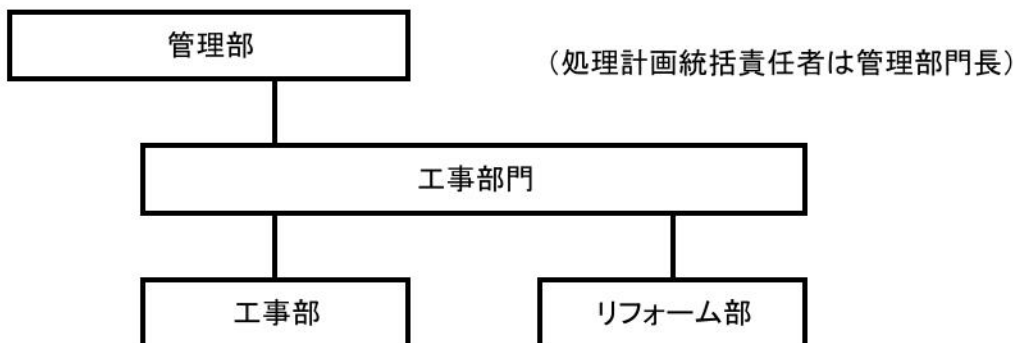 管理部
（処理計画統括責任者は管理部門長）
工事部門
工事部
リフォーム部